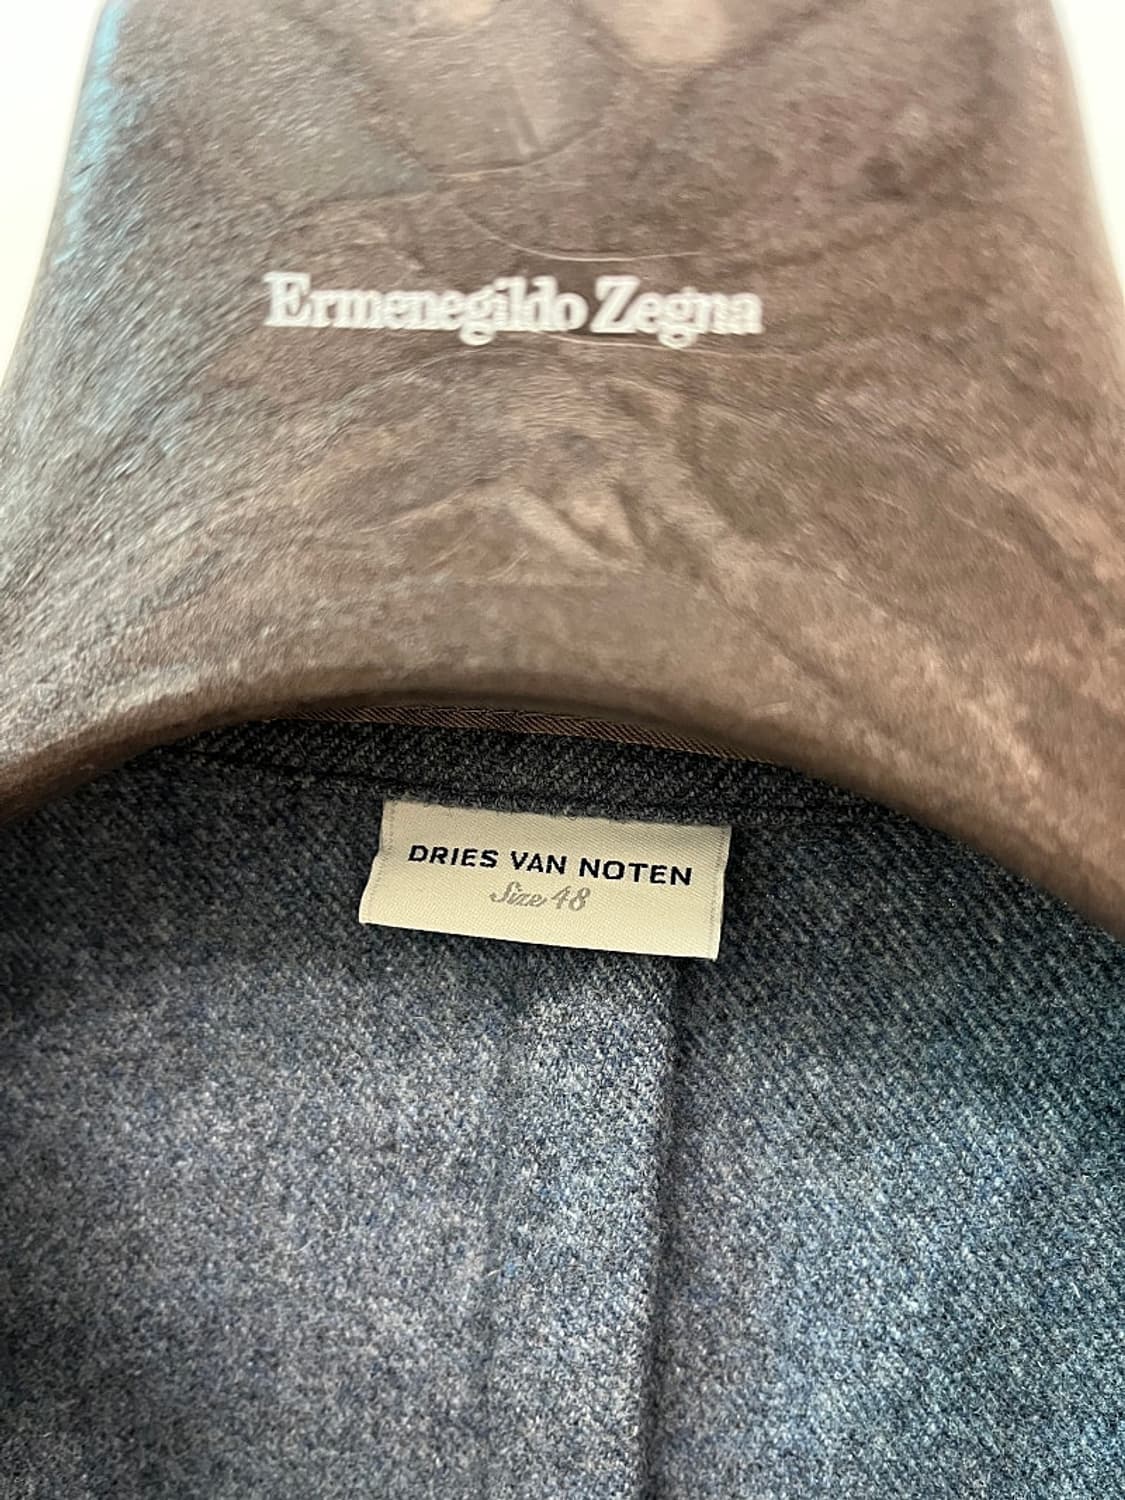 Ermenegildo Zegna
DRIES VAN NOTEN
Size 48